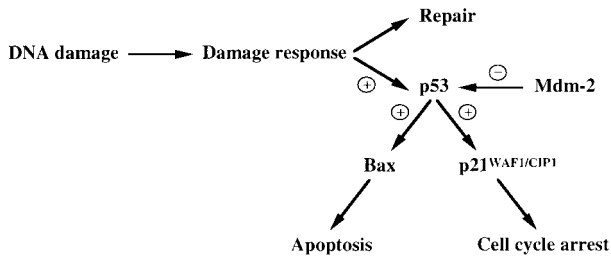 Repair
DNA damage
Damage response
+
p53
−
Mdm-2
+
+
Bax
p21WAF1/CIP1
Apoptosis
Cell cycle arrest